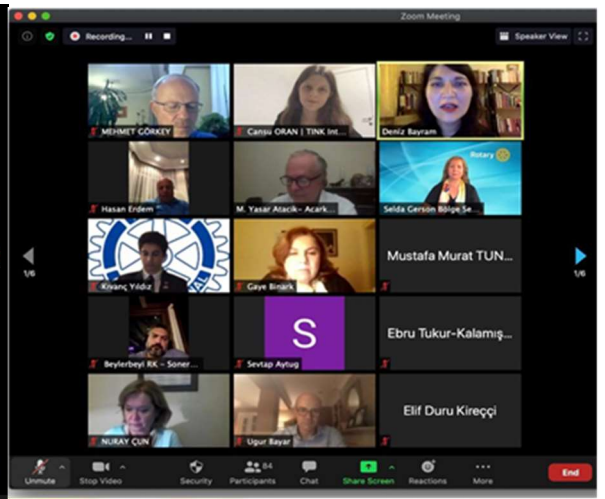 Zoom Meeting
Recording...
Speaker View
MEHMET GÖRKEY
Cansu ORAN | TINK Int...
Deniz Bayram
Hasan Erdem
M. Yasar Atacik- Acark...
Rotary
Selda Gerson Bölge Se...
Kıvanç Yıldız
Gaye Binark
Mustafa Murat TUN...
Beylerbeyi RK - Soner...
S
Sevtap Aytug
Ebru Tukur-Kalamış...
NURAY ÇUN
Ugur Bayar
Elif Duru Kireççi
1/6
1/6
Unmute
Stop Video
Security
84
Participants
Chat
Share Screen
Reactions
More
End